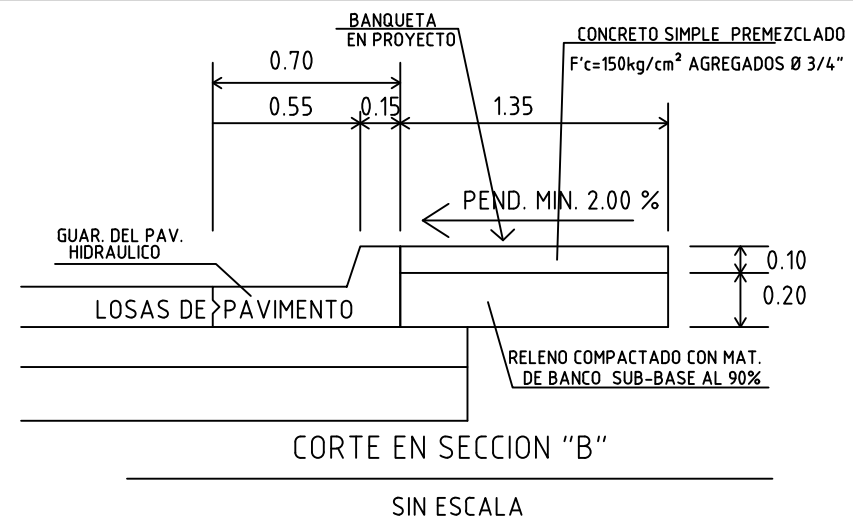 BANQUETA
EN PROYECTO
CONCRETO SIMPLE PREMEZCLADO
F'c=150kg/cm² AGREGADOS Ø 3/4"
0.70
0.55
0.15
1.35
PEND. MIN. 2.00 %
GUAR. DEL PAV.
HIDRAULICO
0.10
0.20
LOSAS DE PAVIMENTO
RELENO COMPACTADO CON MAT.
DE BANCO SUB-BASE AL 90%
CORTE EN SECCION "B"
SIN ESCALA